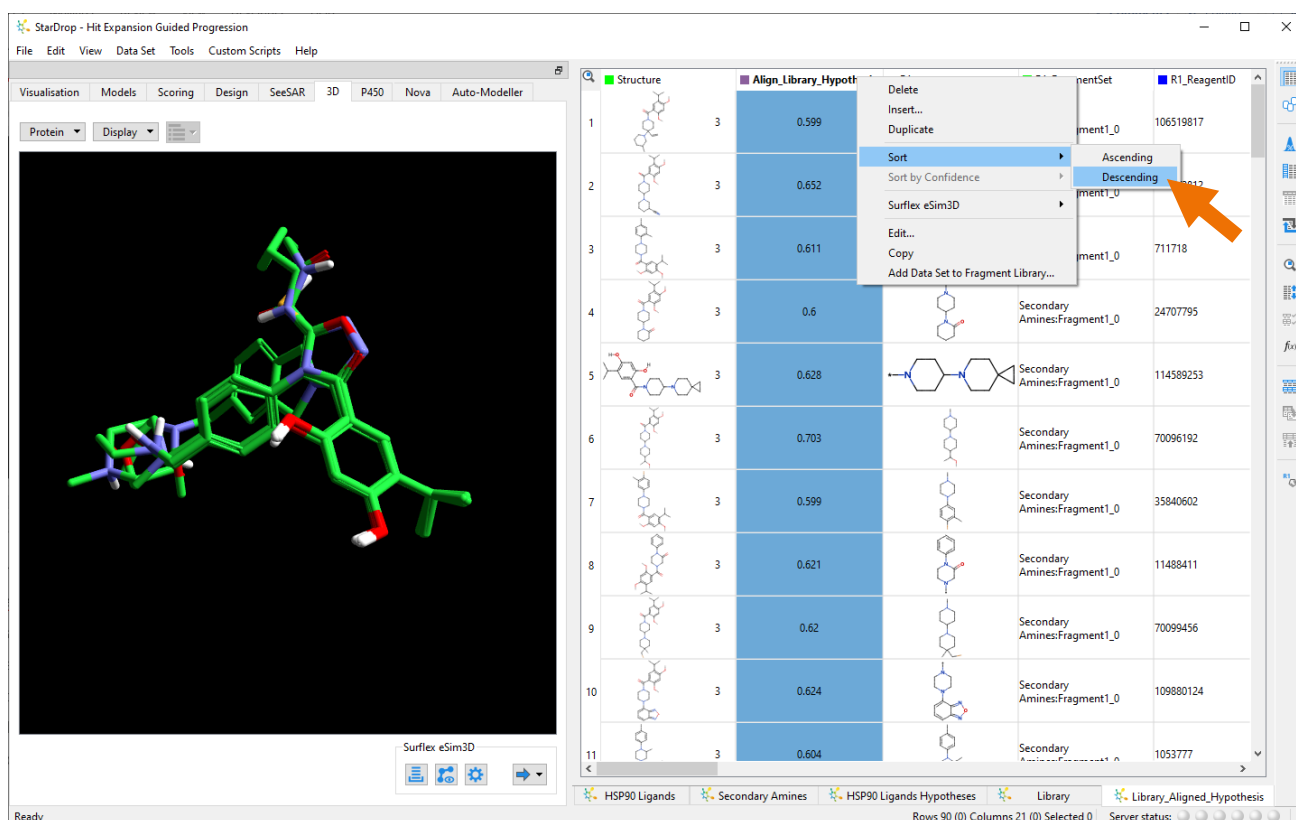 StarDrop - Hit Expansion Guided Progression
File Edit View Data Set Tools Custom Scripts Help
Visualisation Models Scoring Design SeeSAR 3D P450 Nova Auto-Modeller
Protein Display
Surflex eSim3D
Structure Align_Library_Hypoth R1_ReagentID
Delete
Insert...
Duplicate
Sort
Sort by Confidence
Surflex eSim3D
Edit...
Copy
Add Data Set to Fragment Library...
Ascending
Descending
1 3 0.599 106519817
2 3 0.652
3 3 0.611 711718
4 3 0.6 Secondary Amines:Fragment1_0 24707795
5 3 0.628 Secondary Amines:Fragment1_0 114589253
6 3 0.703 Secondary Amines:Fragment1_0 70096192
7 3 0.599 Secondary Amines:Fragment1_0 35840602
8 3 0.621 Secondary Amines:Fragment1_0 11488411
9 3 0.62 Secondary Amines:Fragment1_0 70099456
10 3 0.624 Secondary Amines:Fragment1_0 109880124
11 3 0.604 Secondary 1053777
HSP90 Ligands Secondary Amines HSP90 Ligands Hypotheses Library Library_Aligned_Hypothesis
Ready Rows 90 (0) Columns 21 (0) Selected 0 Server status: